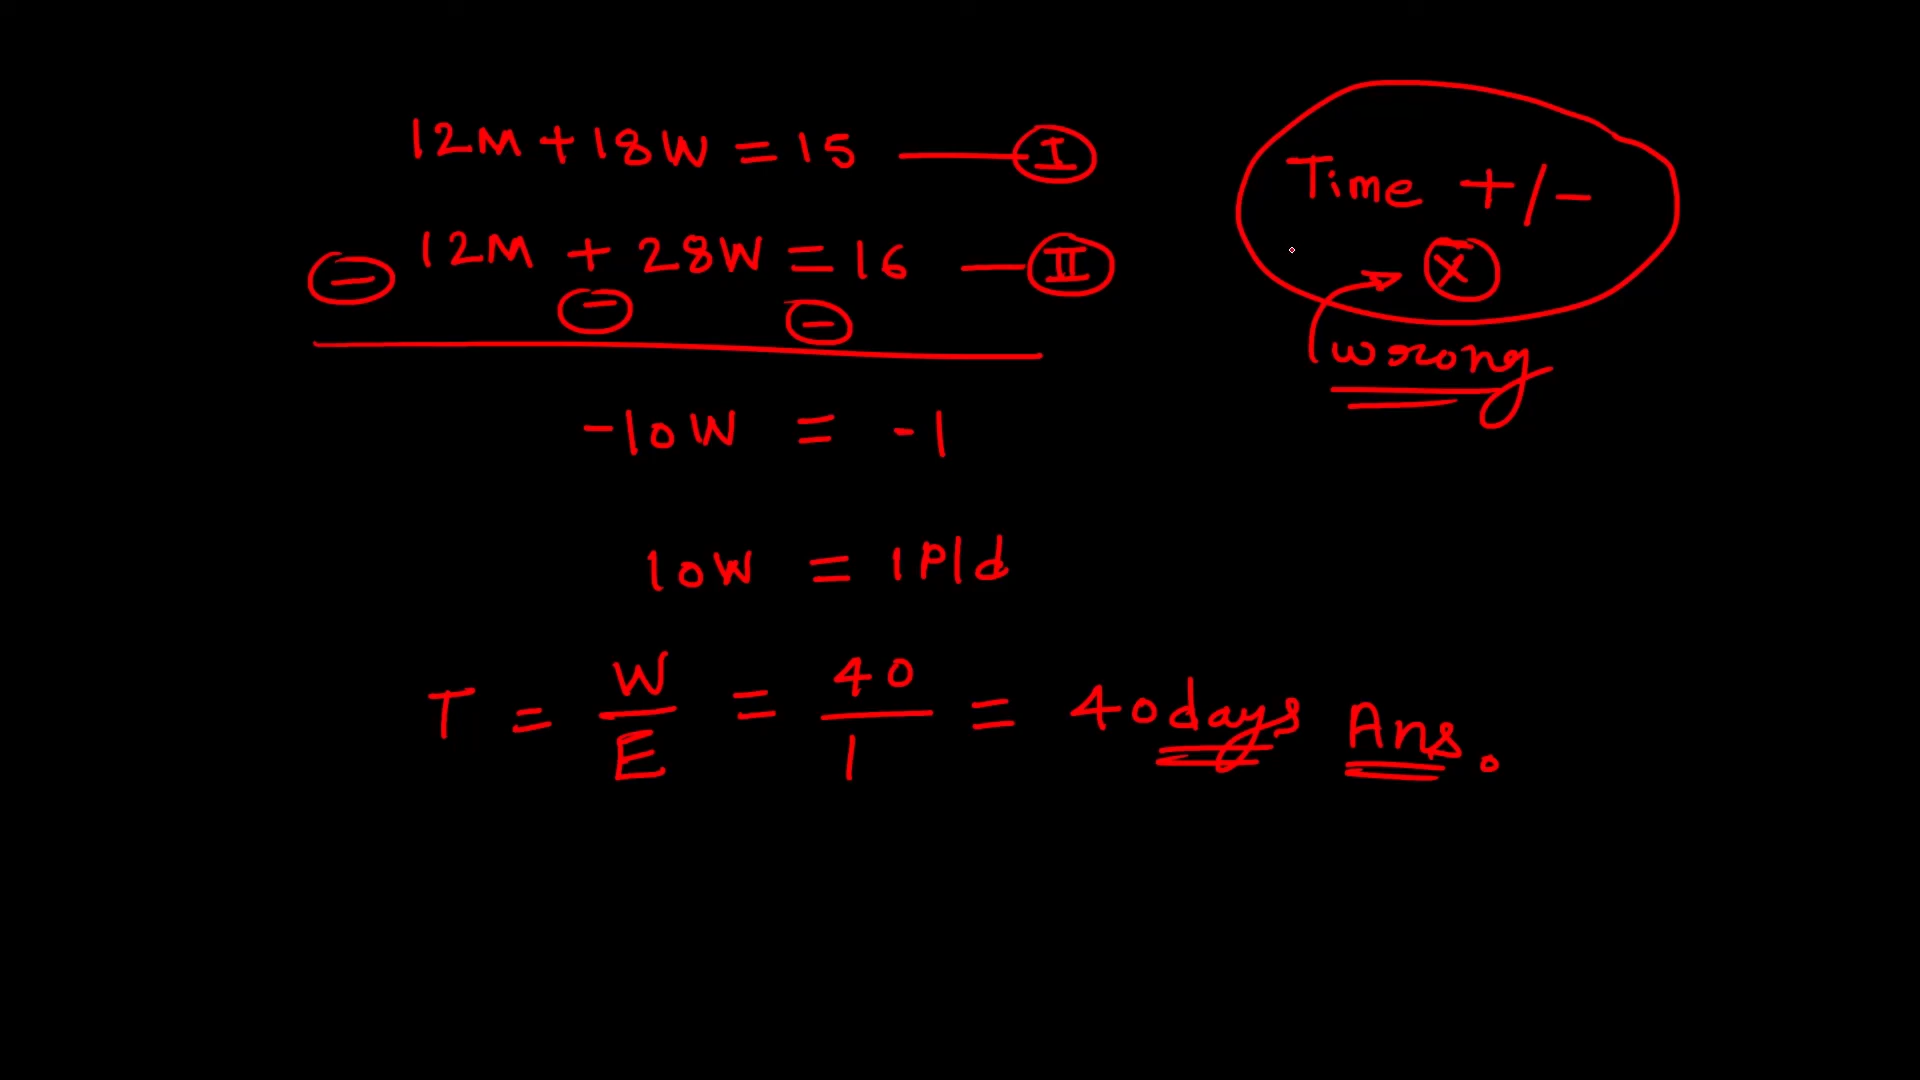 12M + 18W = 15 —— I
12M + 28W = 16 —— II
− − −
-10W = -1
10W = 1P/d
T = W/E = 40/1 = 40days Ans.
Time +/-
X
wrong